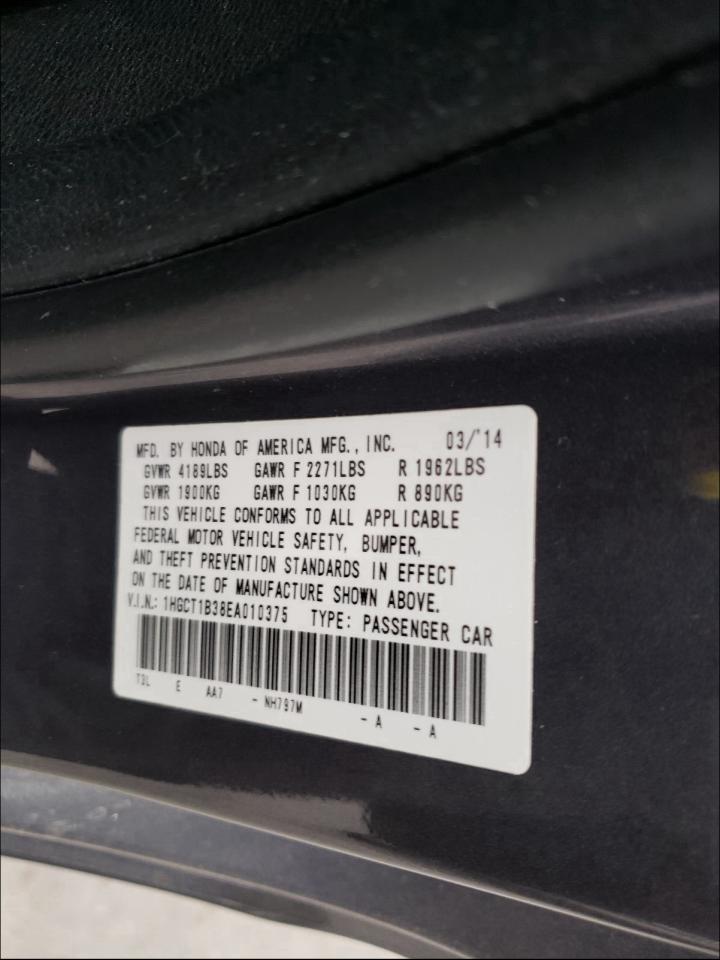 MFD. BY HONDA OF AMERICA MFG., INC. 03/'14
GVWR 4189LBS GAWR F 2271LBS R 1962LBS
GVWR 1900KG GAWR F 1030KG R 890KG
THIS VEHICLE CONFORMS TO ALL APPLICABLE
FEDERAL MOTOR VEHICLE SAFETY, BUMPER,
AND THEFT PREVENTION STANDARDS IN EFFECT
ON THE DATE OF MANUFACTURE SHOWN ABOVE.
V.I.N.: 1HGCT1B38EA010375 TYPE: PASSENGER CAR
T3L E AA7 - NH797M - A - A